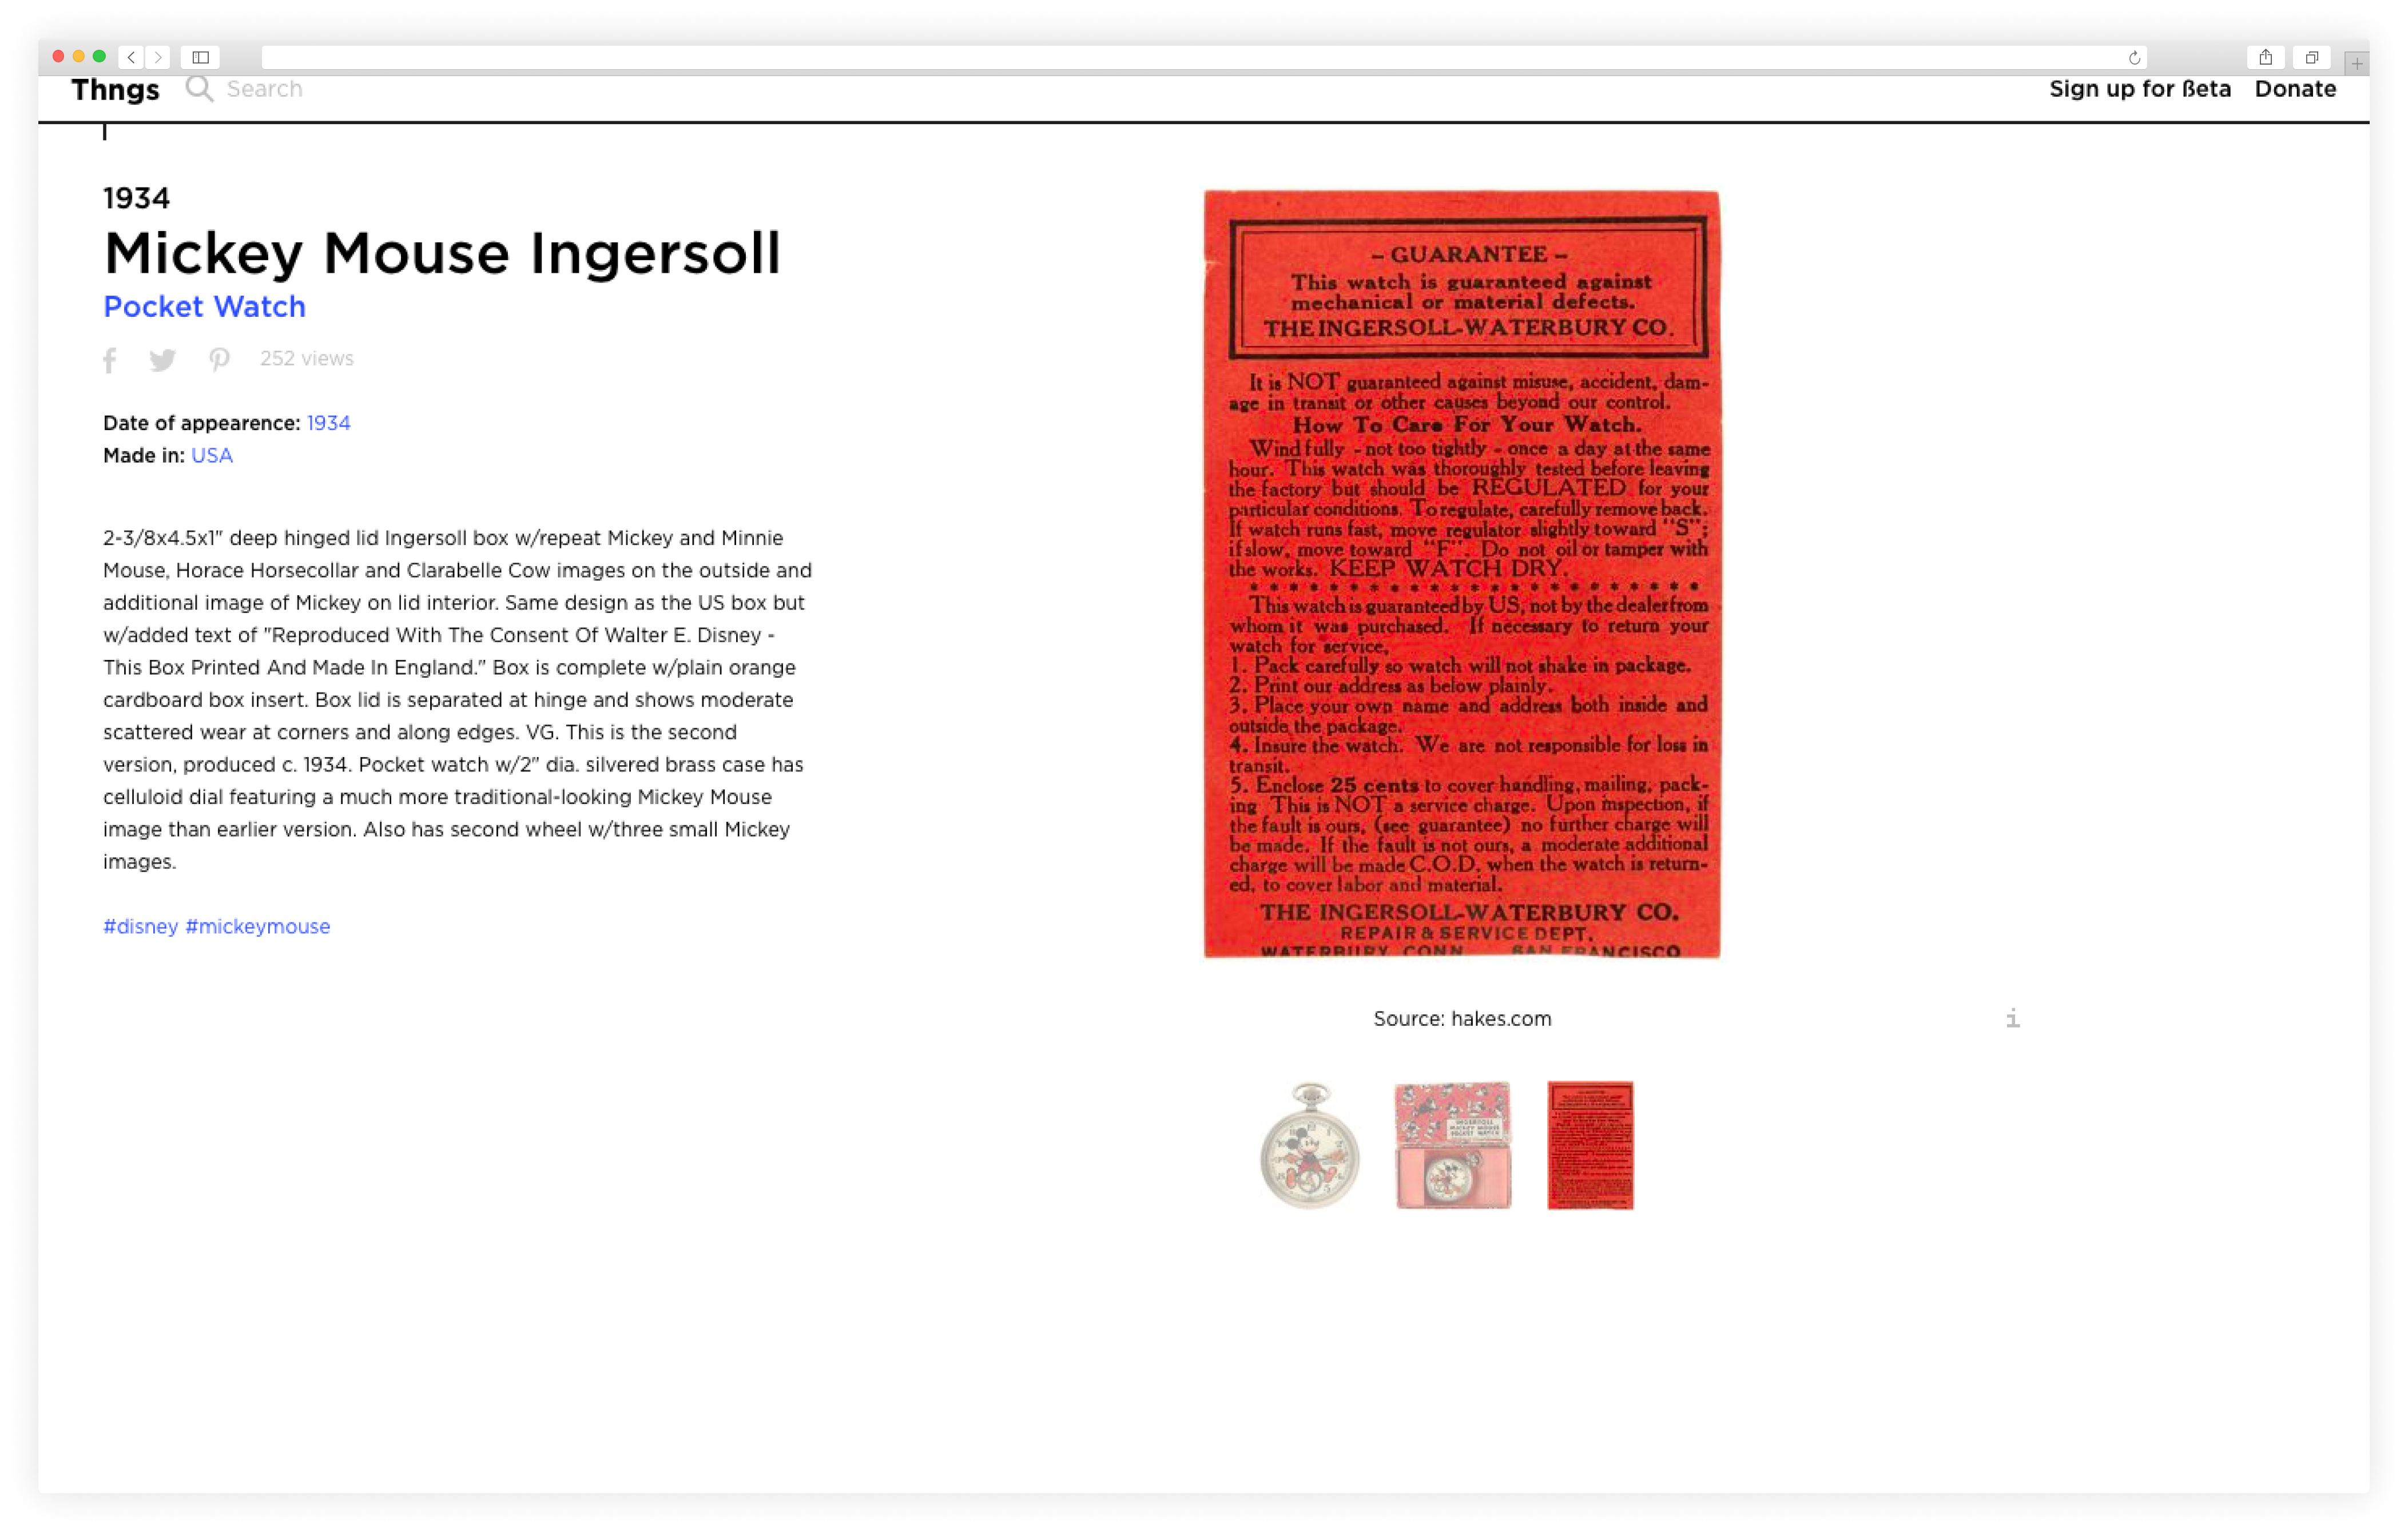 Thngs
Search
Sign up for ßeta
Donate
1934
Mickey Mouse Ingersoll
Pocket Watch
252 views
Date of appearence: 1934
Made in: USA
2-3/8x4.5x1" deep hinged lid Ingersoll box w/repeat Mickey and Minnie
Mouse, Horace Horsecollar and Clarabelle Cow images on the outside and
additional image of Mickey on lid interior. Same design as the US box but
w/added text of "Reproduced With The Consent Of Walter E. Disney -
This Box Printed And Made In England." Box is complete w/plain orange
cardboard box insert. Box lid is separated at hinge and shows moderate
scattered wear at corners and along edges. VG. This is the second
version, produced c. 1934. Pocket watch w/2" dia. silvered brass case has
celluloid dial featuring a much more traditional-looking Mickey Mouse
image than earlier version. Also has second wheel w/three small Mickey
images.
#disney #mickeymouse
– GUARANTEE –
This watch is guaranteed against
mechanical or material defects.
THE INGERSOLL-WATERBURY CO.
It is NOT guaranteed against misuse, accident, dam-
age in transit or other causes beyond our control.
How To Care For Your Watch.
Wind fully - not too tightly - once a day at the same
hour. This watch was thoroughly tested before leaving
the factory but should be REGULATED for your
particular conditions. To regulate, carefully remove back.
If watch runs fast, move regulator slightly toward "S";
if slow, move toward "F". Do not oil or tamper with
the works. KEEP WATCH DRY.
* * * * * * * * * * * * * * * * * * * * * * *
This watch is guaranteed by US, not by the dealer from
whom it was purchased. If necessary to return your
watch for service,
1. Pack carefully so watch will not shake in package.
2. Print our address as below plainly.
3. Place your own name and address both inside and
outside the package.
4. Insure the watch. We are not responsible for loss in
transit.
5. Enclose 25 cents to cover handling, mailing, pack-
ing This is NOT a service charge. Upon inspection, if
the fault is ours, (see guarantee) no further charge will
be made. If the fault is not ours, a moderate additional
charge will be made C.O.D. when the watch is return-
ed, to cover labor and material.
THE INGERSOLL-WATERBURY CO.
REPAIR & SERVICE DEPT.
WATERBURY, CONN. SAN FRANCISCO
Source: hakes.com
i
INGERSOLL
MICKEY MOUSE
POCKET WATCH